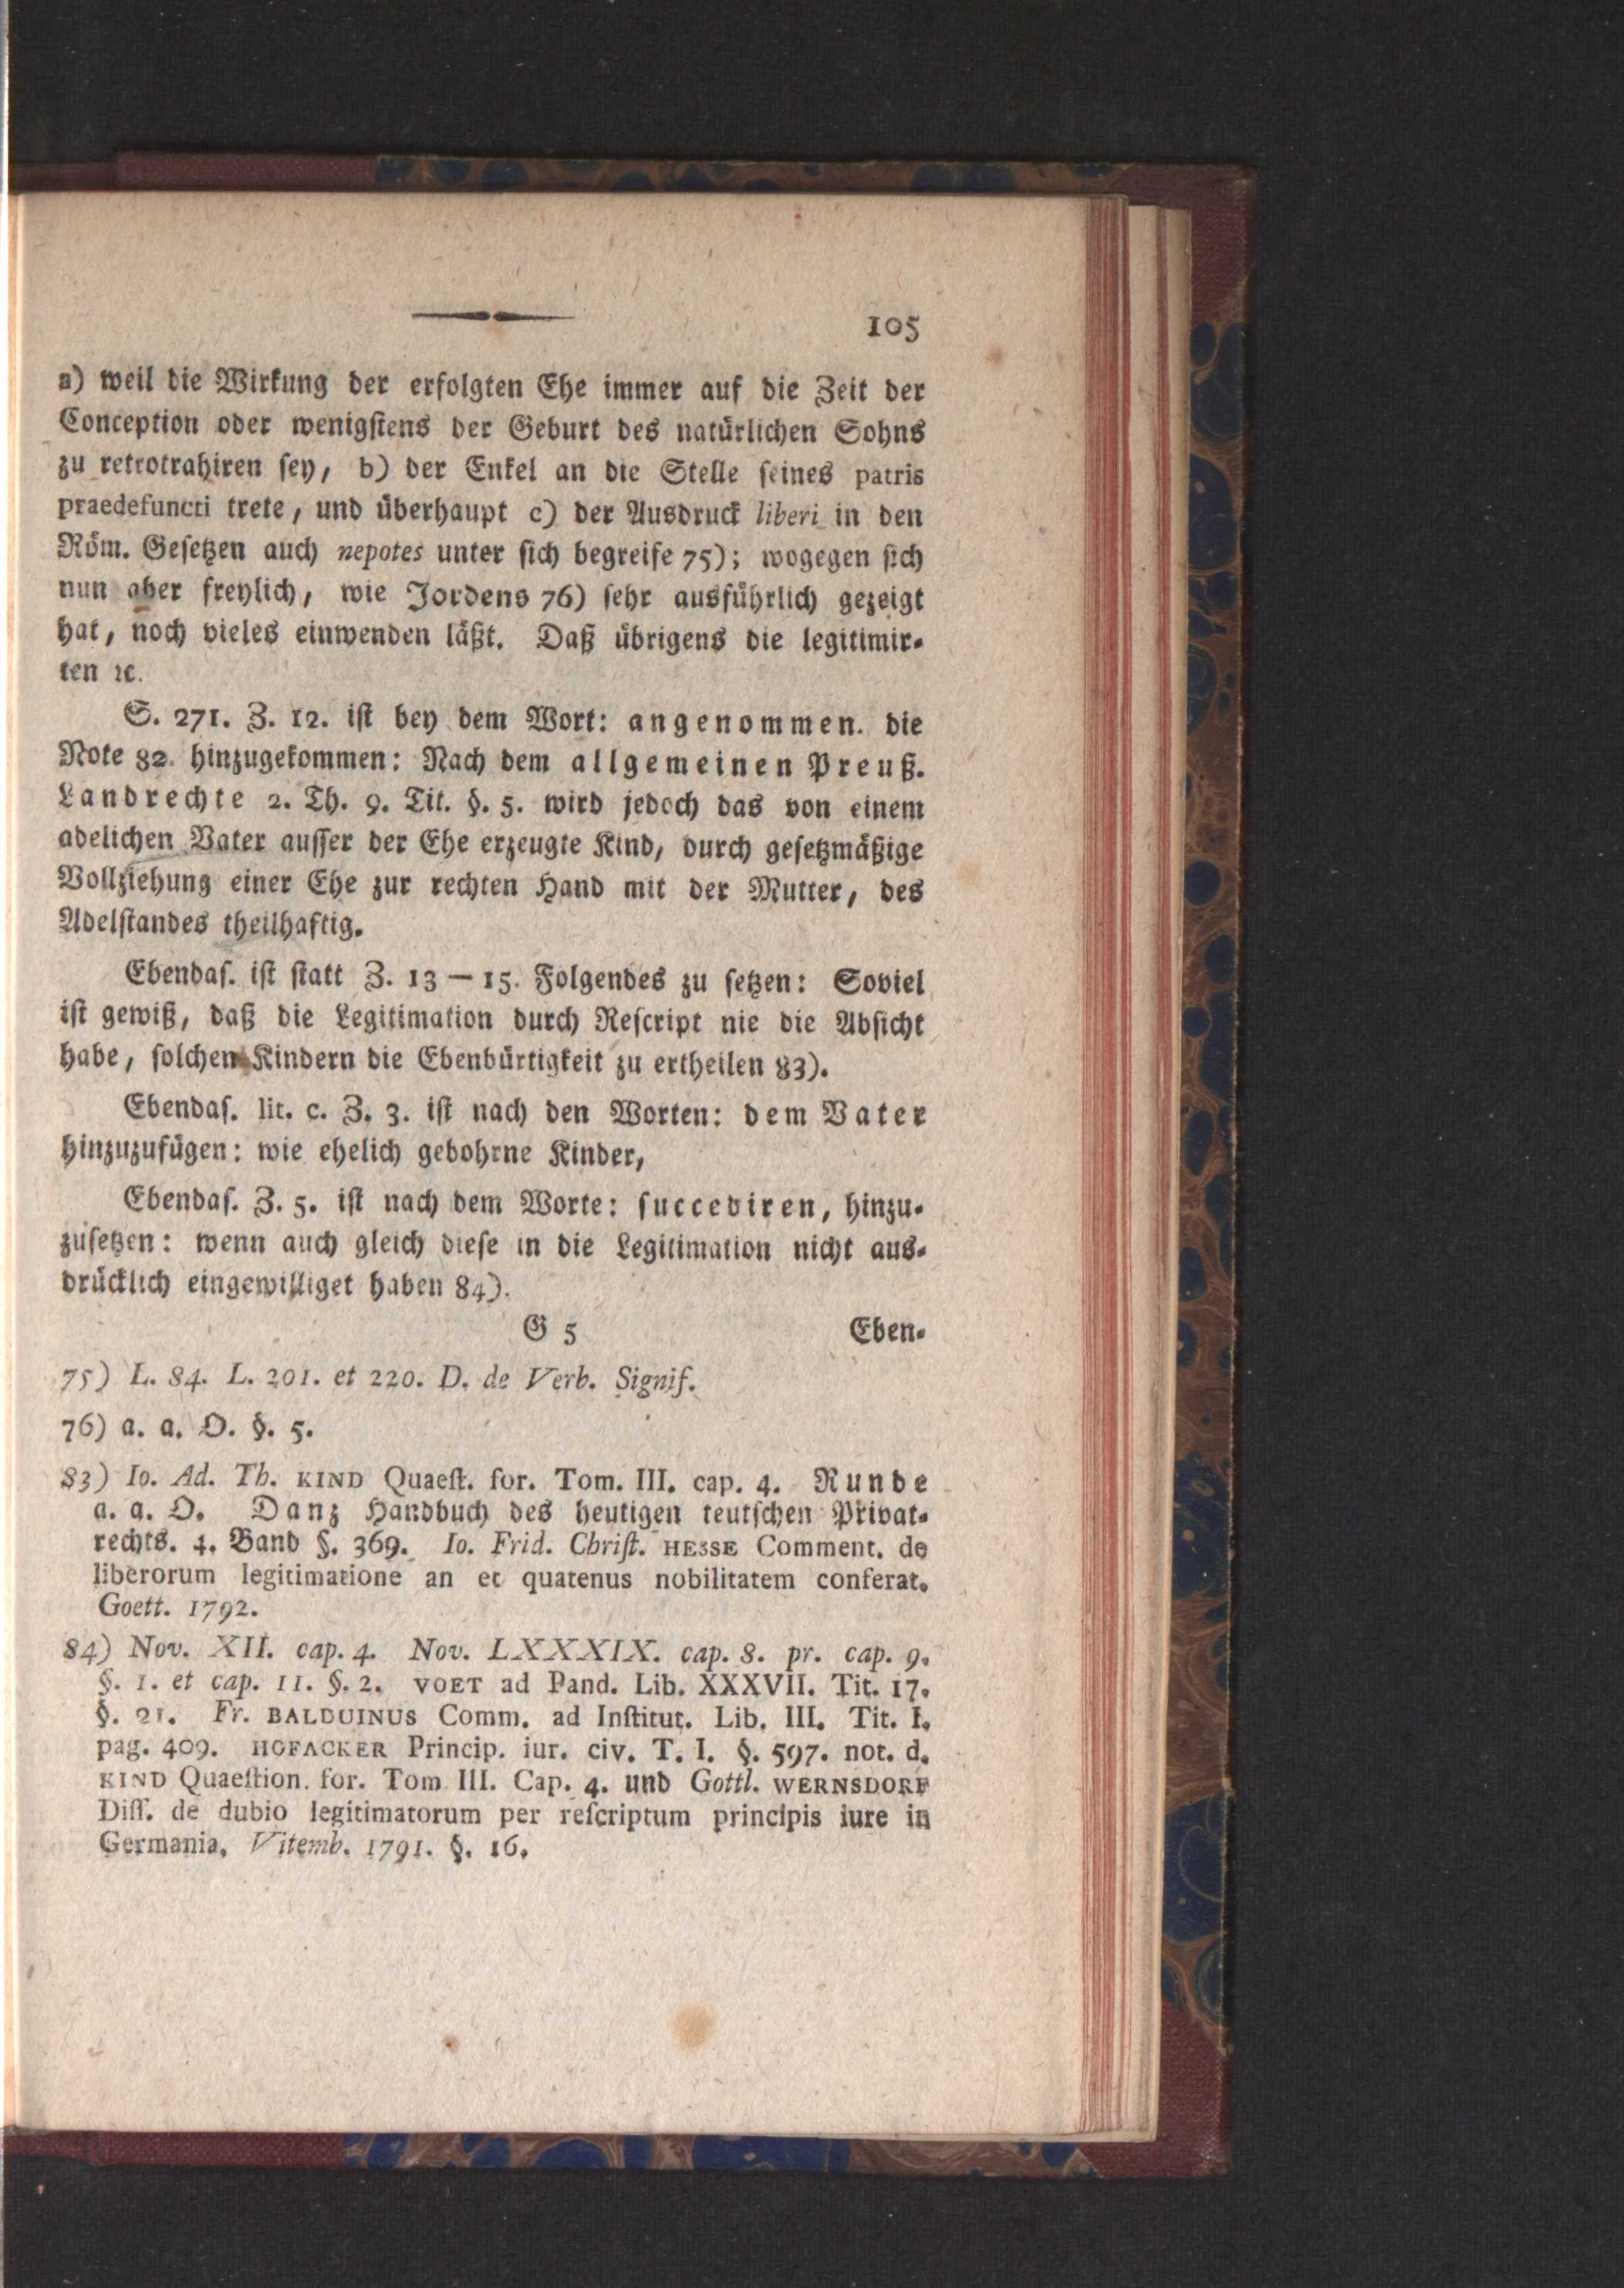 105
a) weil die Wirkung der erfolgten Ehe immer auf die Zeit der
Conception oder wenigſtens der Geburt des natürlichen Sohns
zu retrotrahiren ſey, b) der Enkel an die Stelle ſeines patris
praedefuncti trete, und überhaupt c) der Ausdruck liberi in den
Röm. Geſetzen auch nepotes unter ſich begreife 75); wogegen ſich
nun aber freylich, wie Jordens 76) ſehr ausführlich gezeigt
hat, noch vieles einwenden läßt. Daß übrigens die legitimir-
ten ꝛc.
S. 271. Z. 12. iſt bey dem Wort: angenommen. die
Note 82. hinzugekommen: Nach dem allgemeinen Preuß.
Landrechte 2. Th. 9. Tit. §. 5. wird jedoch das von einem
adelichen Vater auſſer der Ehe erzeugte Kind, durch geſetzmäßige
Vollziehung einer Ehe zur rechten Hand mit der Mutter, des
Adelſtandes theilhaftig.
Ebendaſ. iſt ſtatt Z. 13 — 15. Folgendes zu ſetzen: Soviel
iſt gewiß, daß die Legitimation durch Reſcript nie die Abſicht
habe, ſolchen Kindern die Ebenbürtigkeit zu ertheilen 83).
Ebendaſ. lit. c. Z. 3. iſt nach den Worten: dem Vater
hinzuzufügen: wie ehelich gebohrne Kinder,
Ebendaſ. Z. 5. iſt nach dem Worte: ſuccediren, hinzu-
zuſetzen: wenn auch gleich dieſe in die Legitimation nicht aus-
drücklich eingewilliget haben 84).
G 5 Eben-
75) L. 84. L. 201. et 220. D. de Verb. Signif.
76) a. a. O. §. 5.
83) Io. Ad. Th. KIND Quaeſt. for. Tom. III. cap. 4. Runde
a. a. O. Danz Handbuch des heutigen teutſchen Privat-
rechts. 4. Band §. 369. Io. Frid. Chriſt. HESSE Comment. de
liberorum legitimatione an et quatenus nobilitatem conferat.
Goett. 1792.
84) Nov. XII. cap. 4. Nov. LXXXIX. cap. 8. pr. cap. 9.
§. 1. et cap. 11. §. 2. VOET ad Pand. Lib. XXXVII. Tit. 17.
§. 21. Fr. BALDUINUS Comm. ad Inſtitut. Lib. III. Tit. I.
pag. 409. HOFACKER Princip. iur. civ. T. I. §. 597. not. d.
KIND Quaeſtion. for. Tom III. Cap. 4. und Gottl. WERNSDORF
Diſſ. de dubio legitimatorum per reſcriptum principis iure in
Germania. Vitemb. 1791. §. 16.